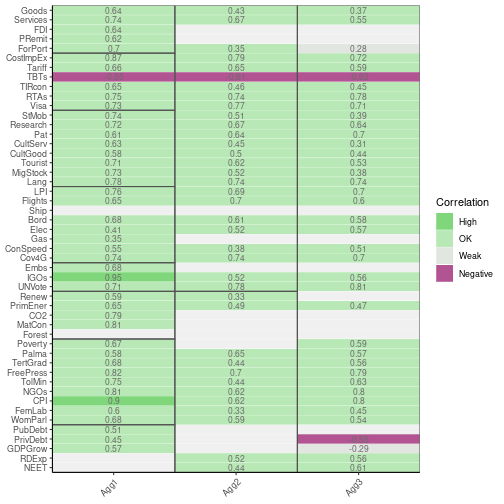 Goods 0.64 0.43 0.37
Services 0.74 0.67 0.55
FDI 0.64
PRemit 0.62
ForPort 0.7 0.35 0.28
CostImpEx 0.87 0.79 0.72
Tariff 0.66 0.65 0.59
TBTs
TIRcon 0.65 0.46 0.45
RTAs 0.75 0.74 0.78
Visa 0.73 0.77 0.71
StMob 0.74 0.51 0.39
Research 0.72 0.67 0.64
Pat 0.61 0.64 0.7
CultServ 0.63 0.45 0.31
CultGood 0.58 0.5 0.44
Tourist 0.71 0.62 0.53
MigStock 0.73 0.52 0.38
Lang 0.78 0.74 0.74
LPI 0.76 0.69 0.7
Flights 0.65 0.7 0.6
Ship
Bord 0.68 0.61 0.58
Elec 0.41 0.52 0.57
Gas 0.35
ConSpeed 0.55 0.38 0.51
Cov4G 0.74 0.74 0.7
Embs 0.68
IGOs 0.95 0.52 0.56
UNVote 0.71 0.78 0.81
Renew 0.59 0.33
PrimEner 0.65 0.49 0.47
CO2 0.79
MatCon 0.81
Forest
Poverty 0.67 0.59
Palma 0.58 0.65 0.57
TertGrad 0.68 0.44 0.56
FreePress 0.82 0.7 0.79
TolMin 0.75 0.44 0.63
NGOs 0.81 0.62 0.8
CPI 0.9 0.62 0.8
FemLab 0.6 0.33 0.45
WomParl 0.68 0.59 0.54
PubDebt 0.51
PrivDebt 0.45
GDPGrow 0.57 -0.29
RDExp 0.52 0.56
NEET 0.44 0.61
Agg1 Agg2 Agg3
Correlation
High
OK
Weak
Negative